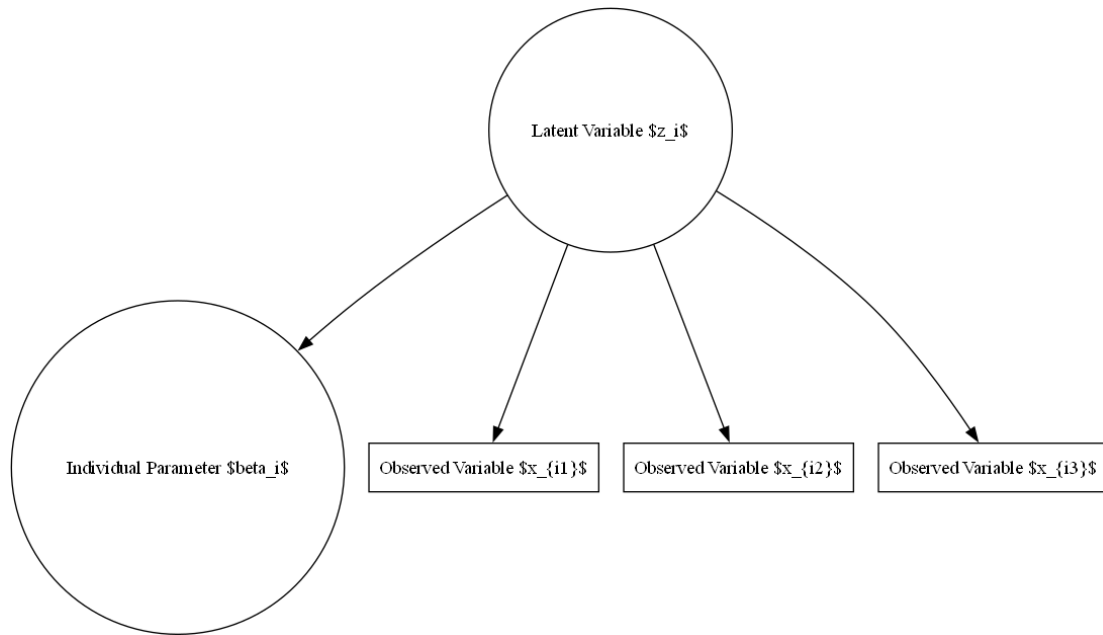 Latent Variable $z_i$
Individual Parameter $beta_i$
Observed Variable $x_{i1}$
Observed Variable $x_{i2}$
Observed Variable $x_{i3}$